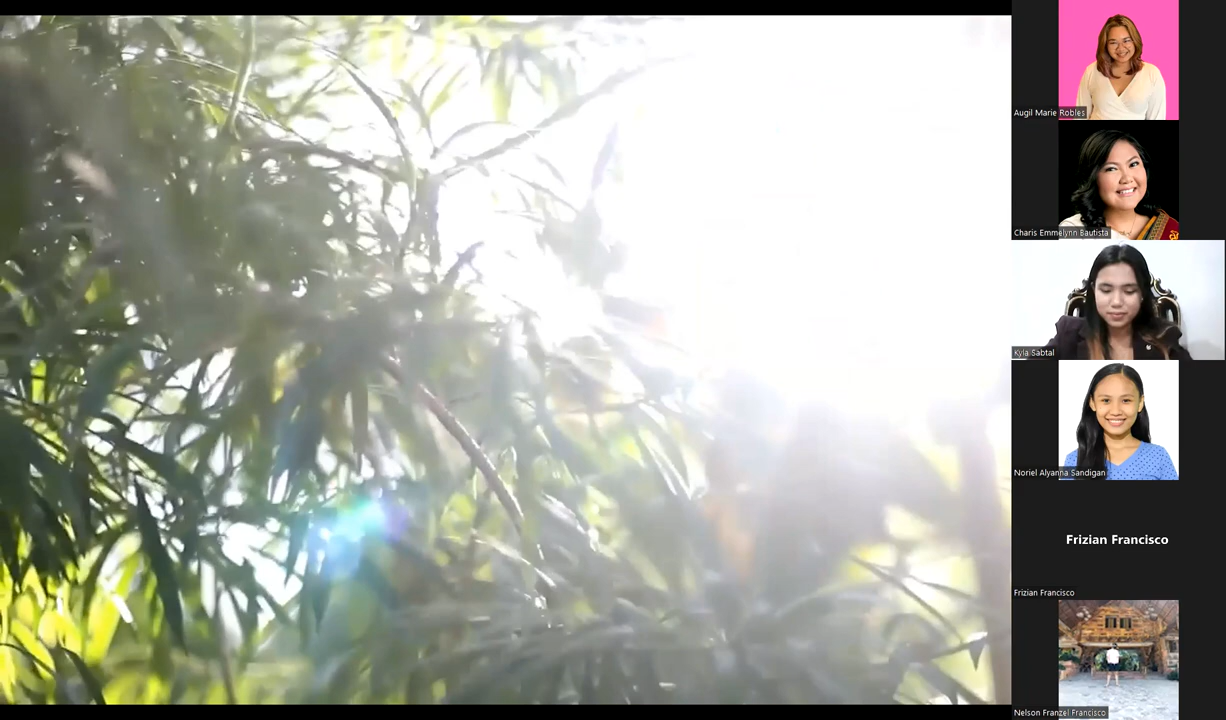 Augil Marie Robles
Charis Emmelynn Bautista
Kyla Sabtal
Noriel Alyanna Sandigan
Frizian Francisco
Frizian Francisco
Nelson Franzel Francisco